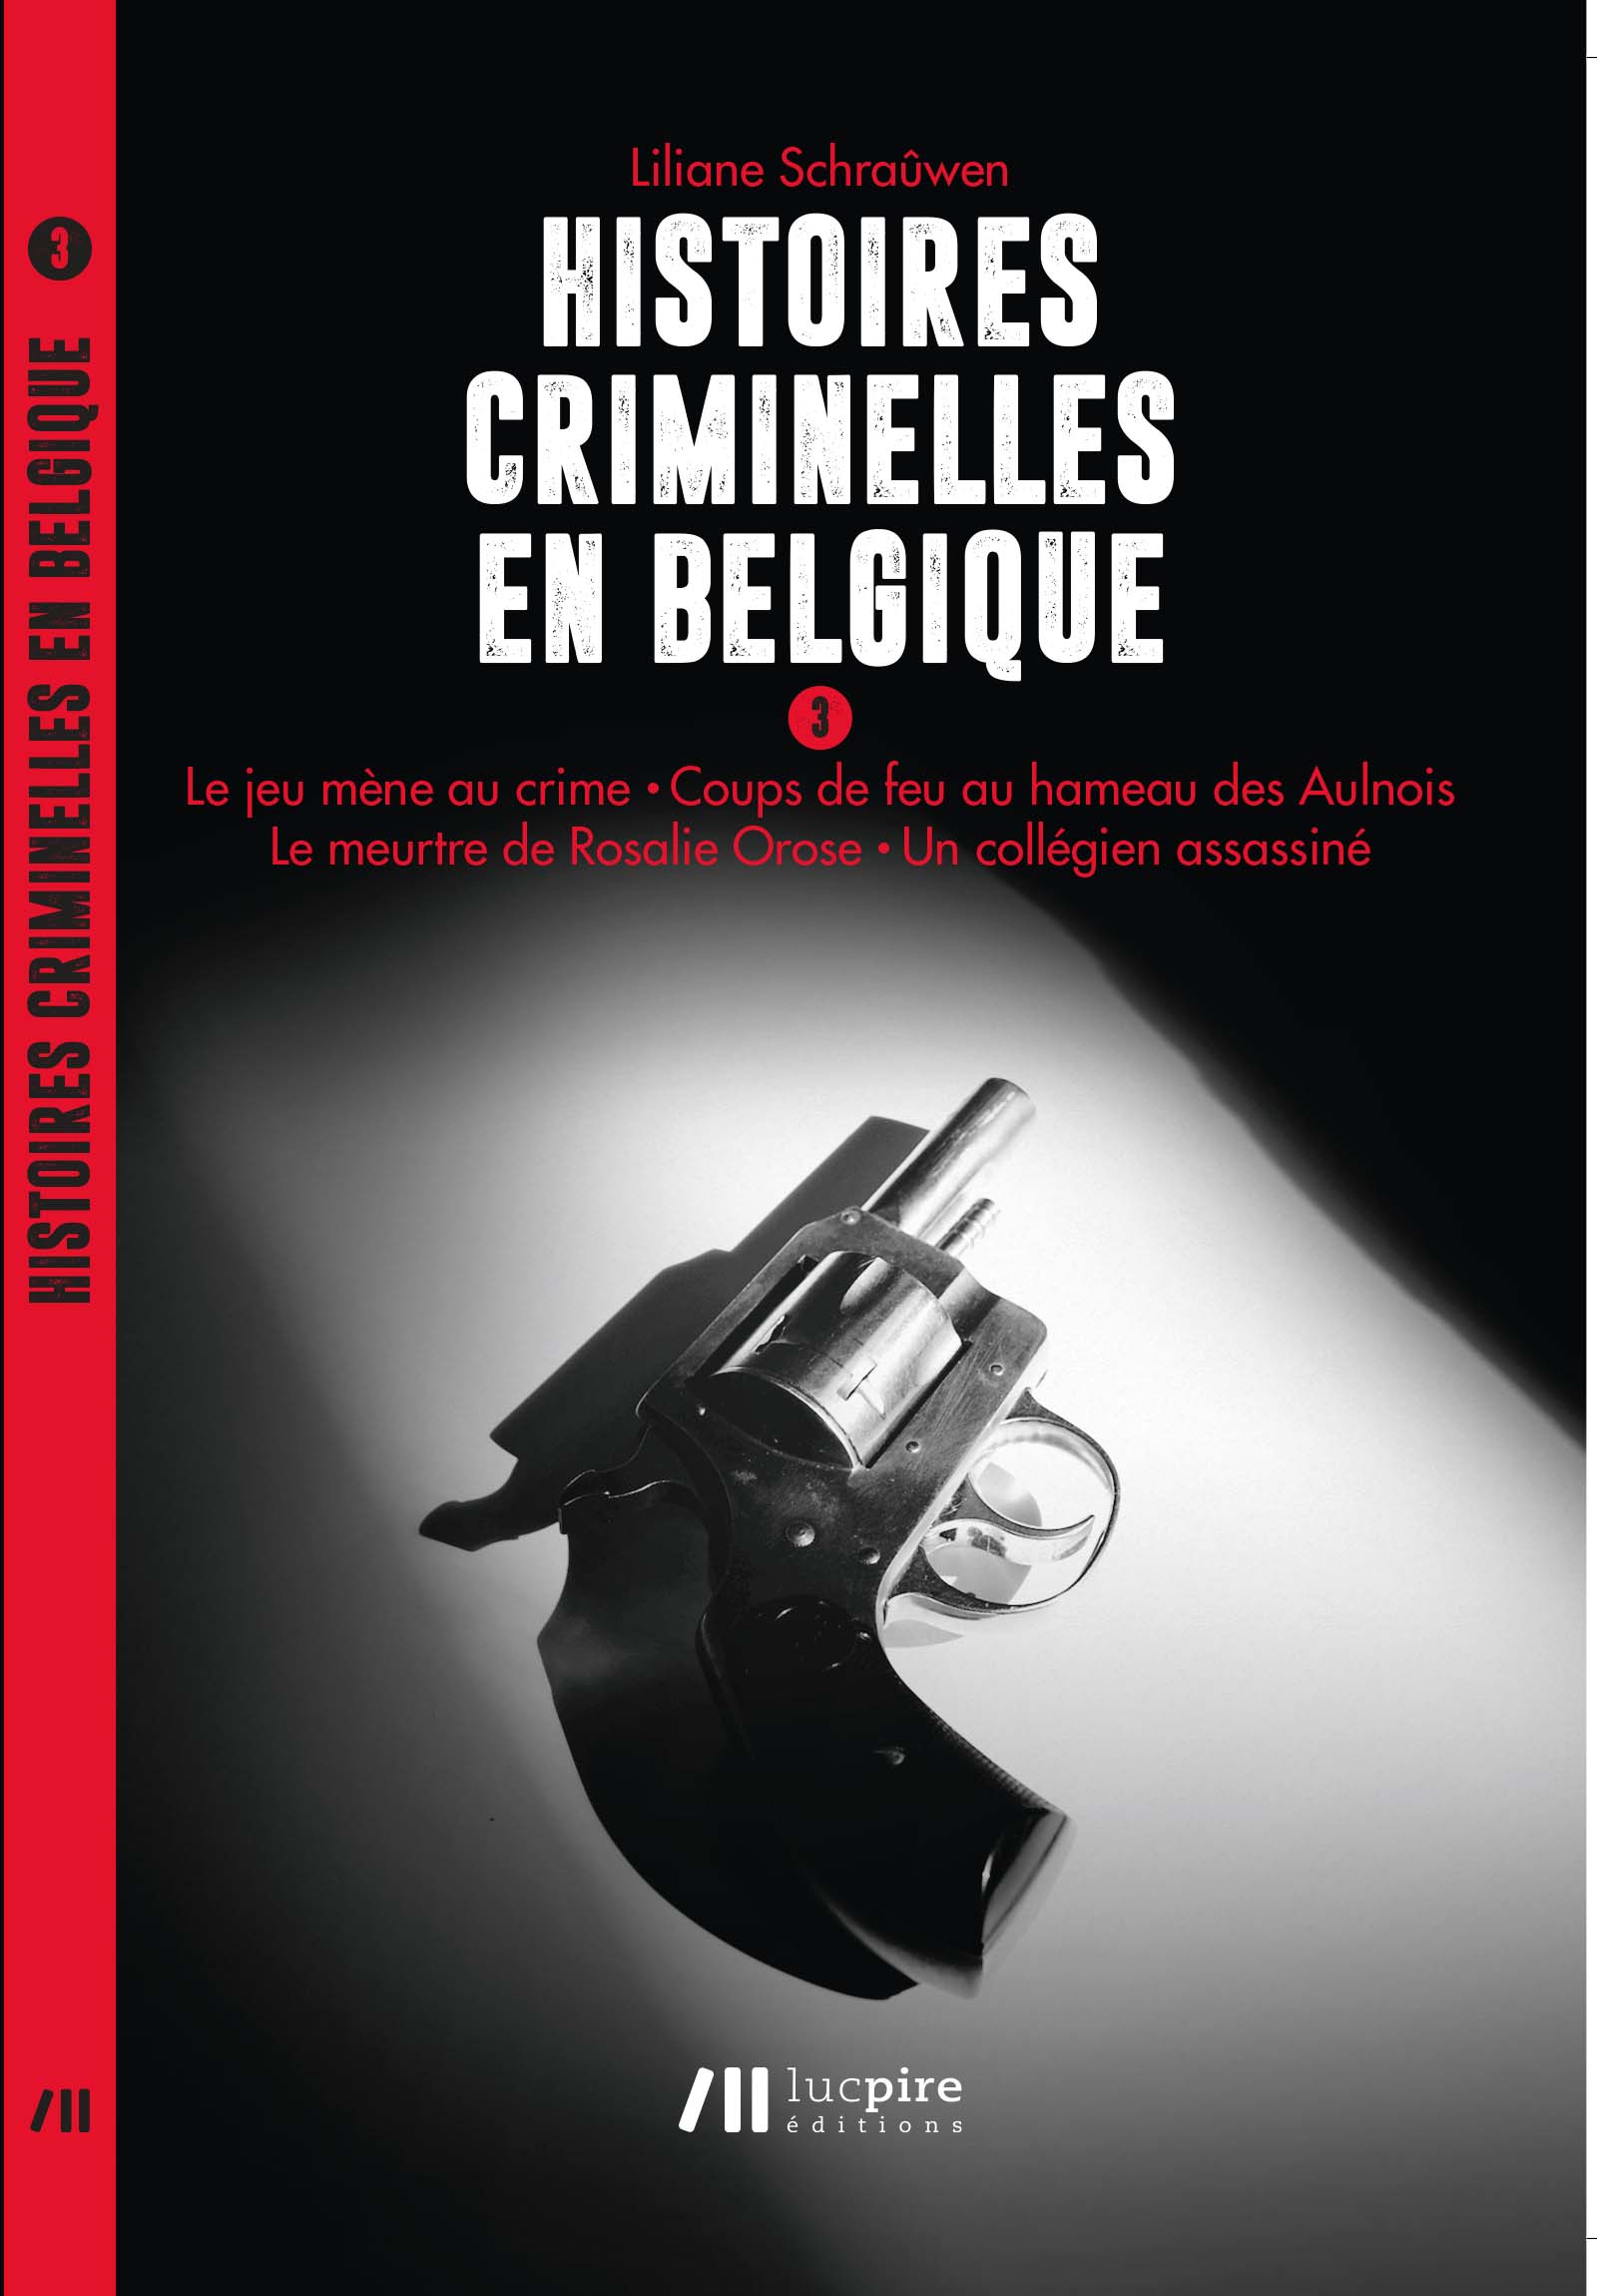 3
HISTOIRES CRIMINELLES EN BELGIQUE
Liliane Schraûwen
HISTOIRES
CRIMINELLES
EN BELGIQUE
3
Le jeu mène au crime • Coups de feu au hameau des Aulnois
Le meurtre de Rosalie Orose • Un collégien assassiné
lucpire
éditions